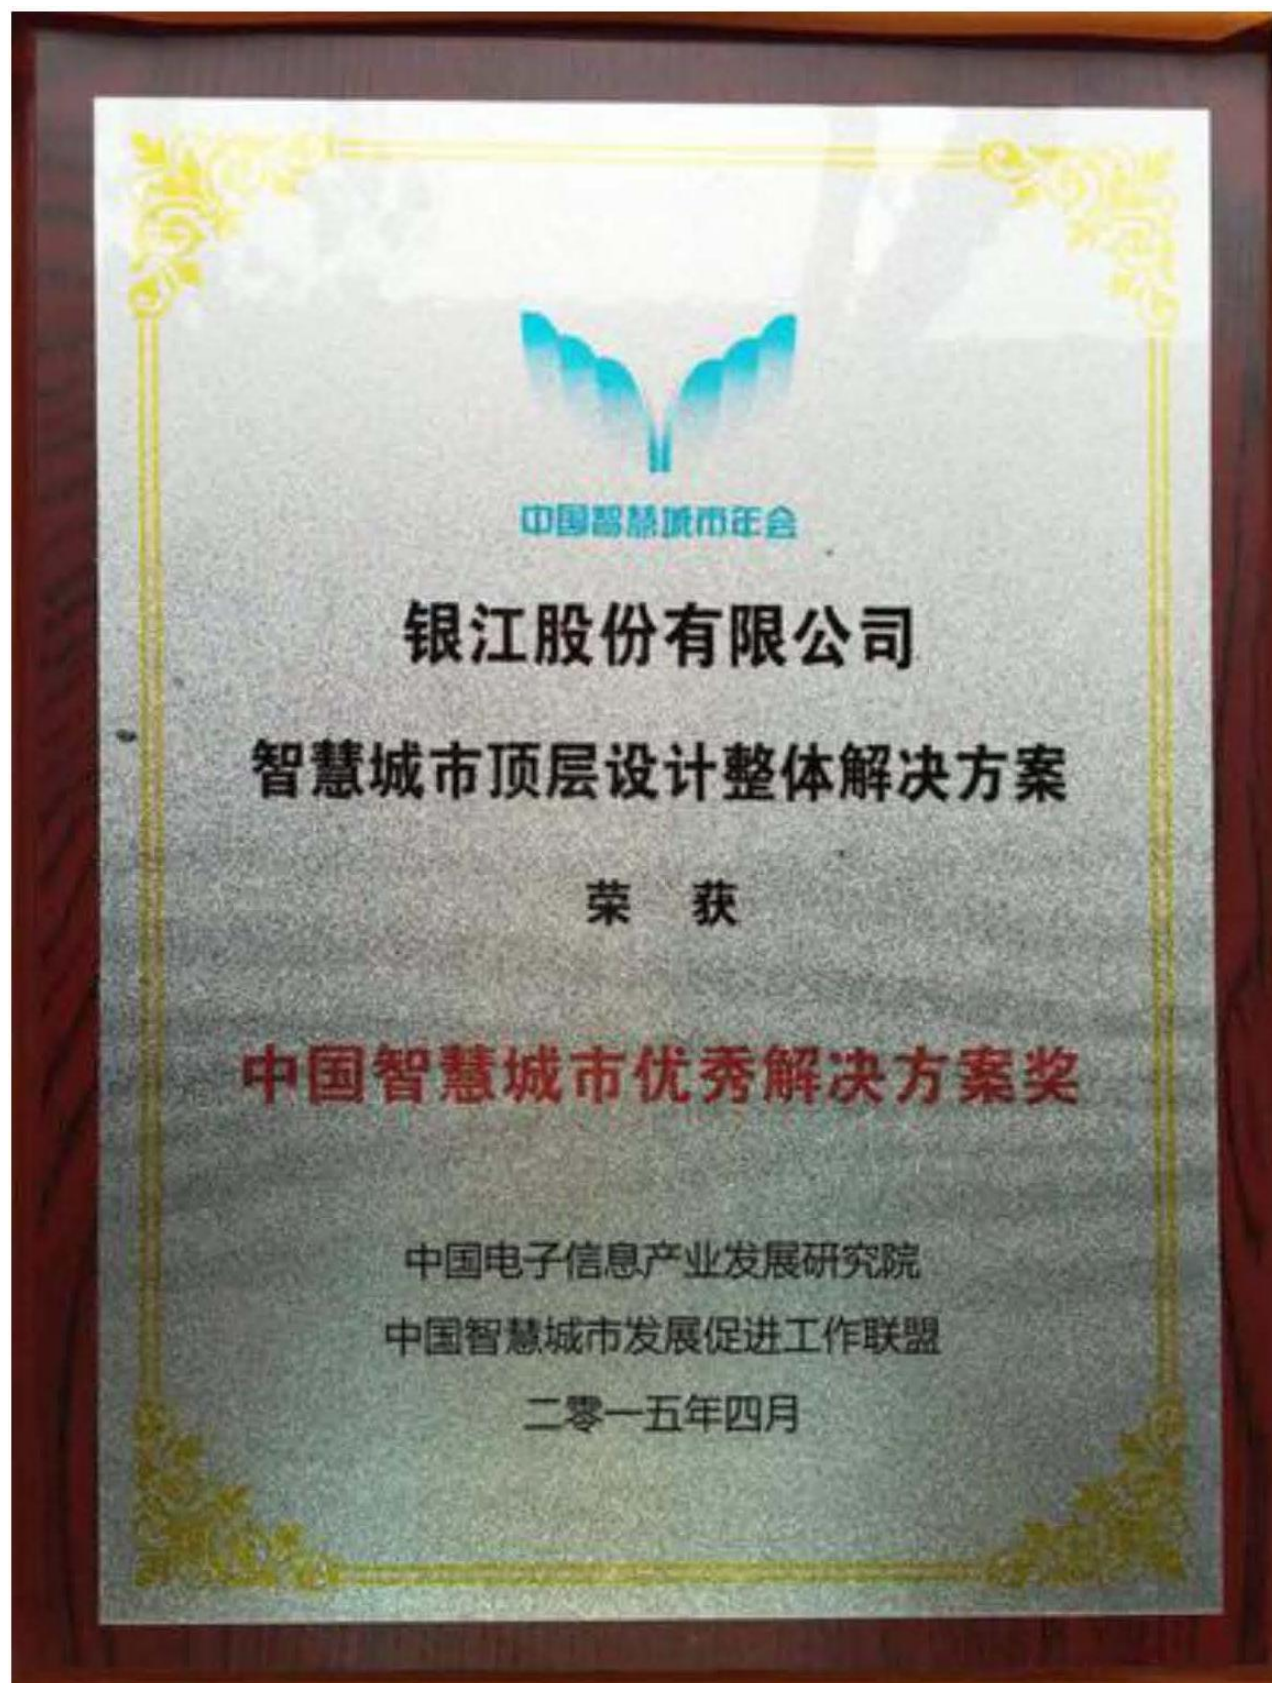 中国智慧城市年会
银江股份有限公司
智慧城市顶层设计整体解决方案
荣 获
中国智慧城市优秀解决方案奖
中国电子信息产业发展研究院
中国智慧城市发展促进工作联盟
二零一五年四月